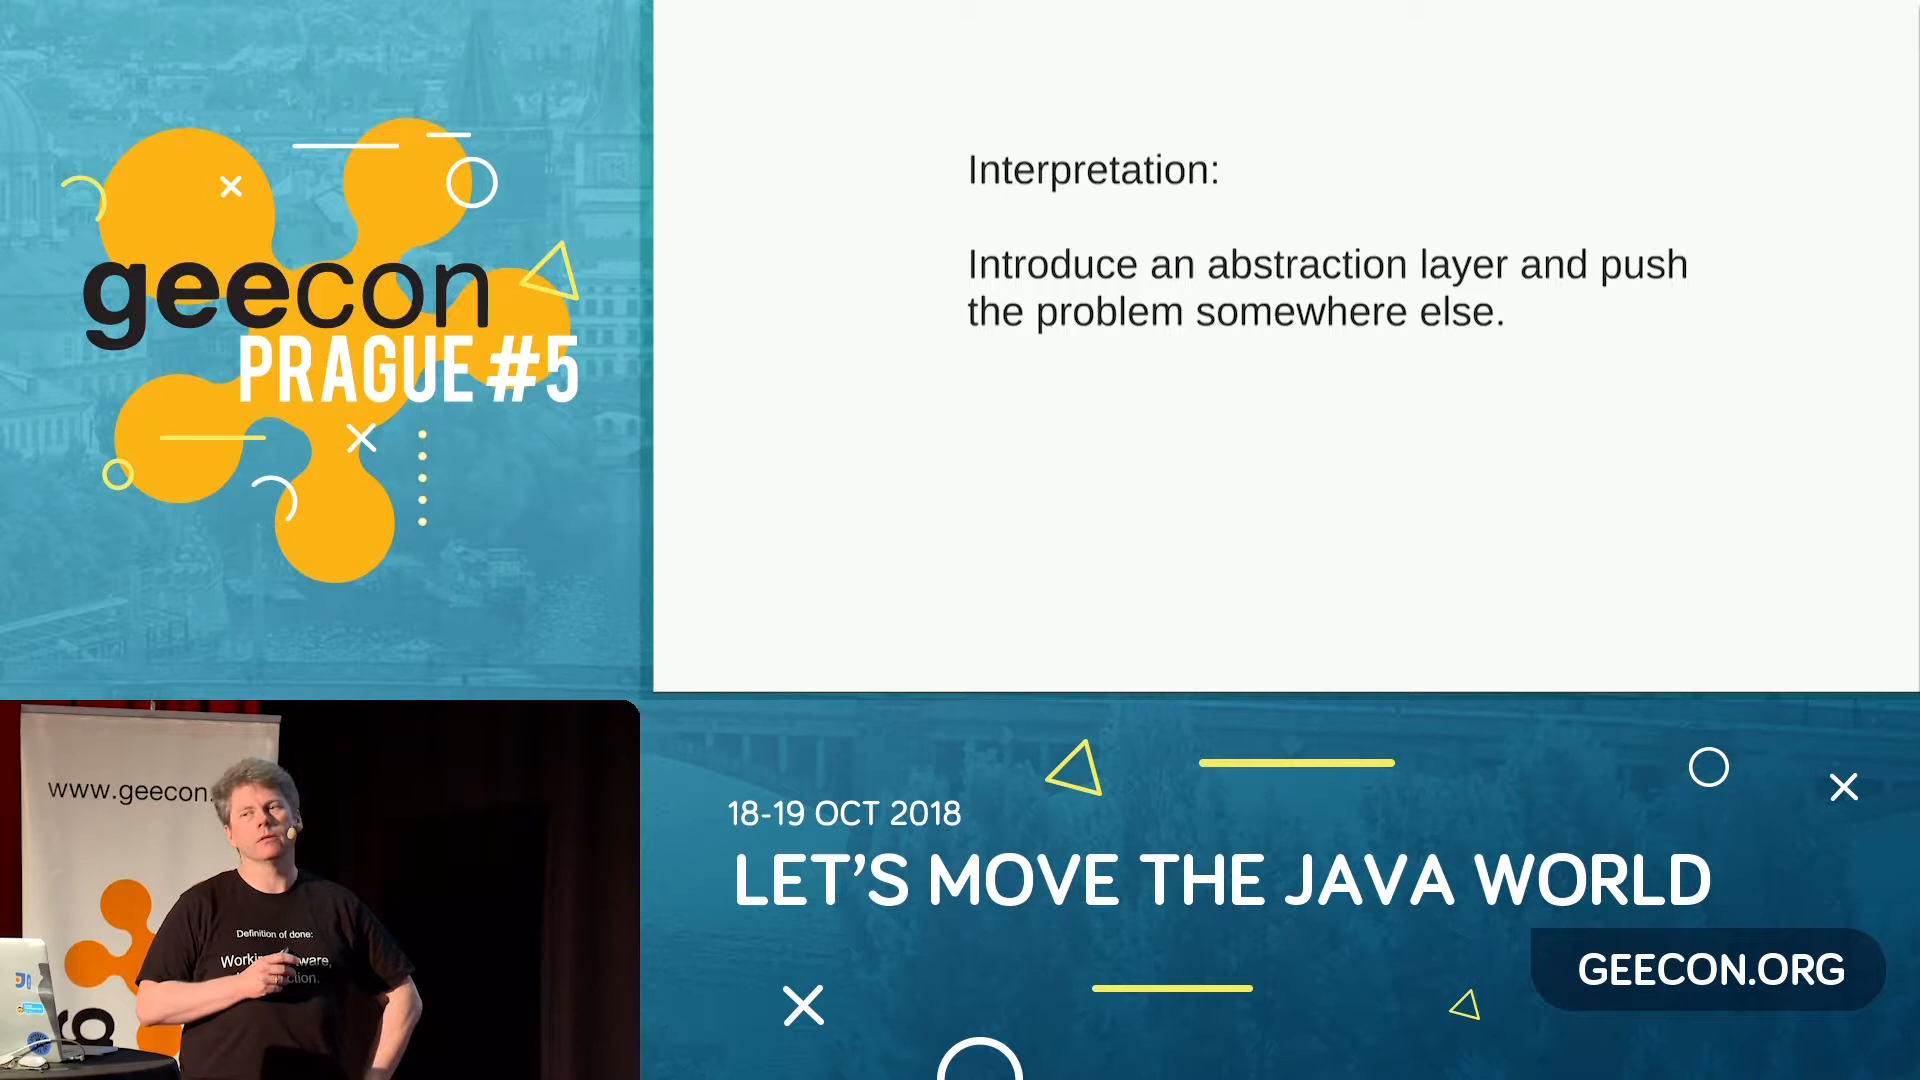 geecon
PRAGUE #5
Interpretation:
Introduce an abstraction layer and push
the problem somewhere else.
www.geecon.
Definition of done:
18-19 OCT 2018
LET'S MOVE THE JAVA WORLD
GEECON.ORG